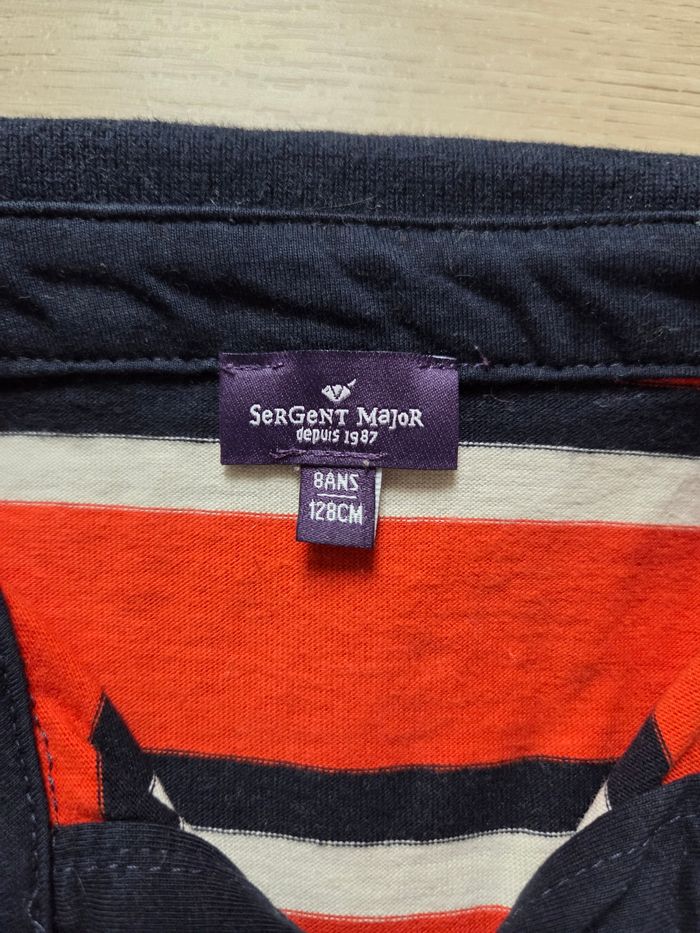 SerGent Major
depuis 1987
8ANS
128CM